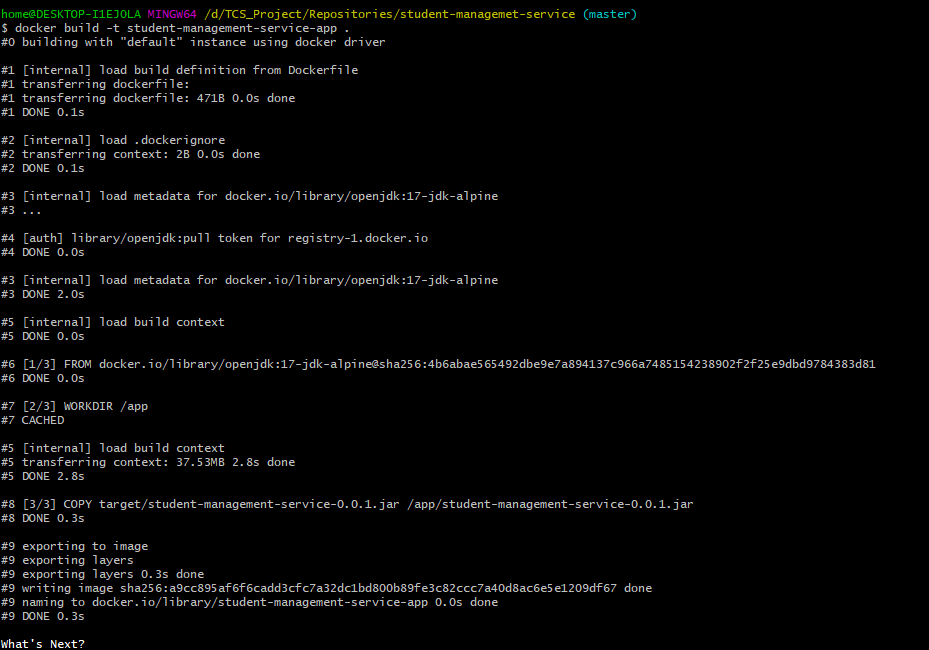 home@DESKTOP-I1EJOLA MINGW64 /d/TCS_Project/Repositories/student-managemet-service (master)
$ docker build -t student-management-service-app .
#0 building with "default" instance using docker driver
#1 [internal] load build definition from Dockerfile
#1 transferring dockerfile:
#1 transferring dockerfile: 471B 0.0s done
#1 DONE 0.1s
#2 [internal] load .dockerignore
#2 transferring context: 2B 0.0s done
#2 DONE 0.1s
#3 [internal] load metadata for docker.io/library/openjdk:17-jdk-alpine
#3 ...
#4 [auth] library/openjdk:pull token for registry-1.docker.io
#4 DONE 0.0s
#3 [internal] load metadata for docker.io/library/openjdk:17-jdk-alpine
#3 DONE 2.0s
#5 [internal] load build context
#5 DONE 0.0s
#6 [1/3] FROM docker.io/library/openjdk:17-jdk-alpine@sha256:4b6abae565492dbe9e7a894137c966a7485154238902f2f25e9dbd9784383d81
#6 DONE 0.0s
#7 [2/3] WORKDIR /app
#7 CACHED
#5 [internal] load build context
#5 transferring context: 37.53MB 2.8s done
#5 DONE 2.8s
#8 [3/3] COPY target/student-management-service-0.0.1.jar /app/student-management-service-0.0.1.jar
#8 DONE 0.3s
#9 exporting to image
#9 exporting layers
#9 exporting layers 0.3s done
#9 writing image sha256:a9cc895af6f6cadd3cfc7a32dc1bd800b89fe3c82ccc7a40d8ac6e5e1209df67 done
#9 naming to docker.io/library/student-management-service-app 0.0s done
#9 DONE 0.3s
What's Next?